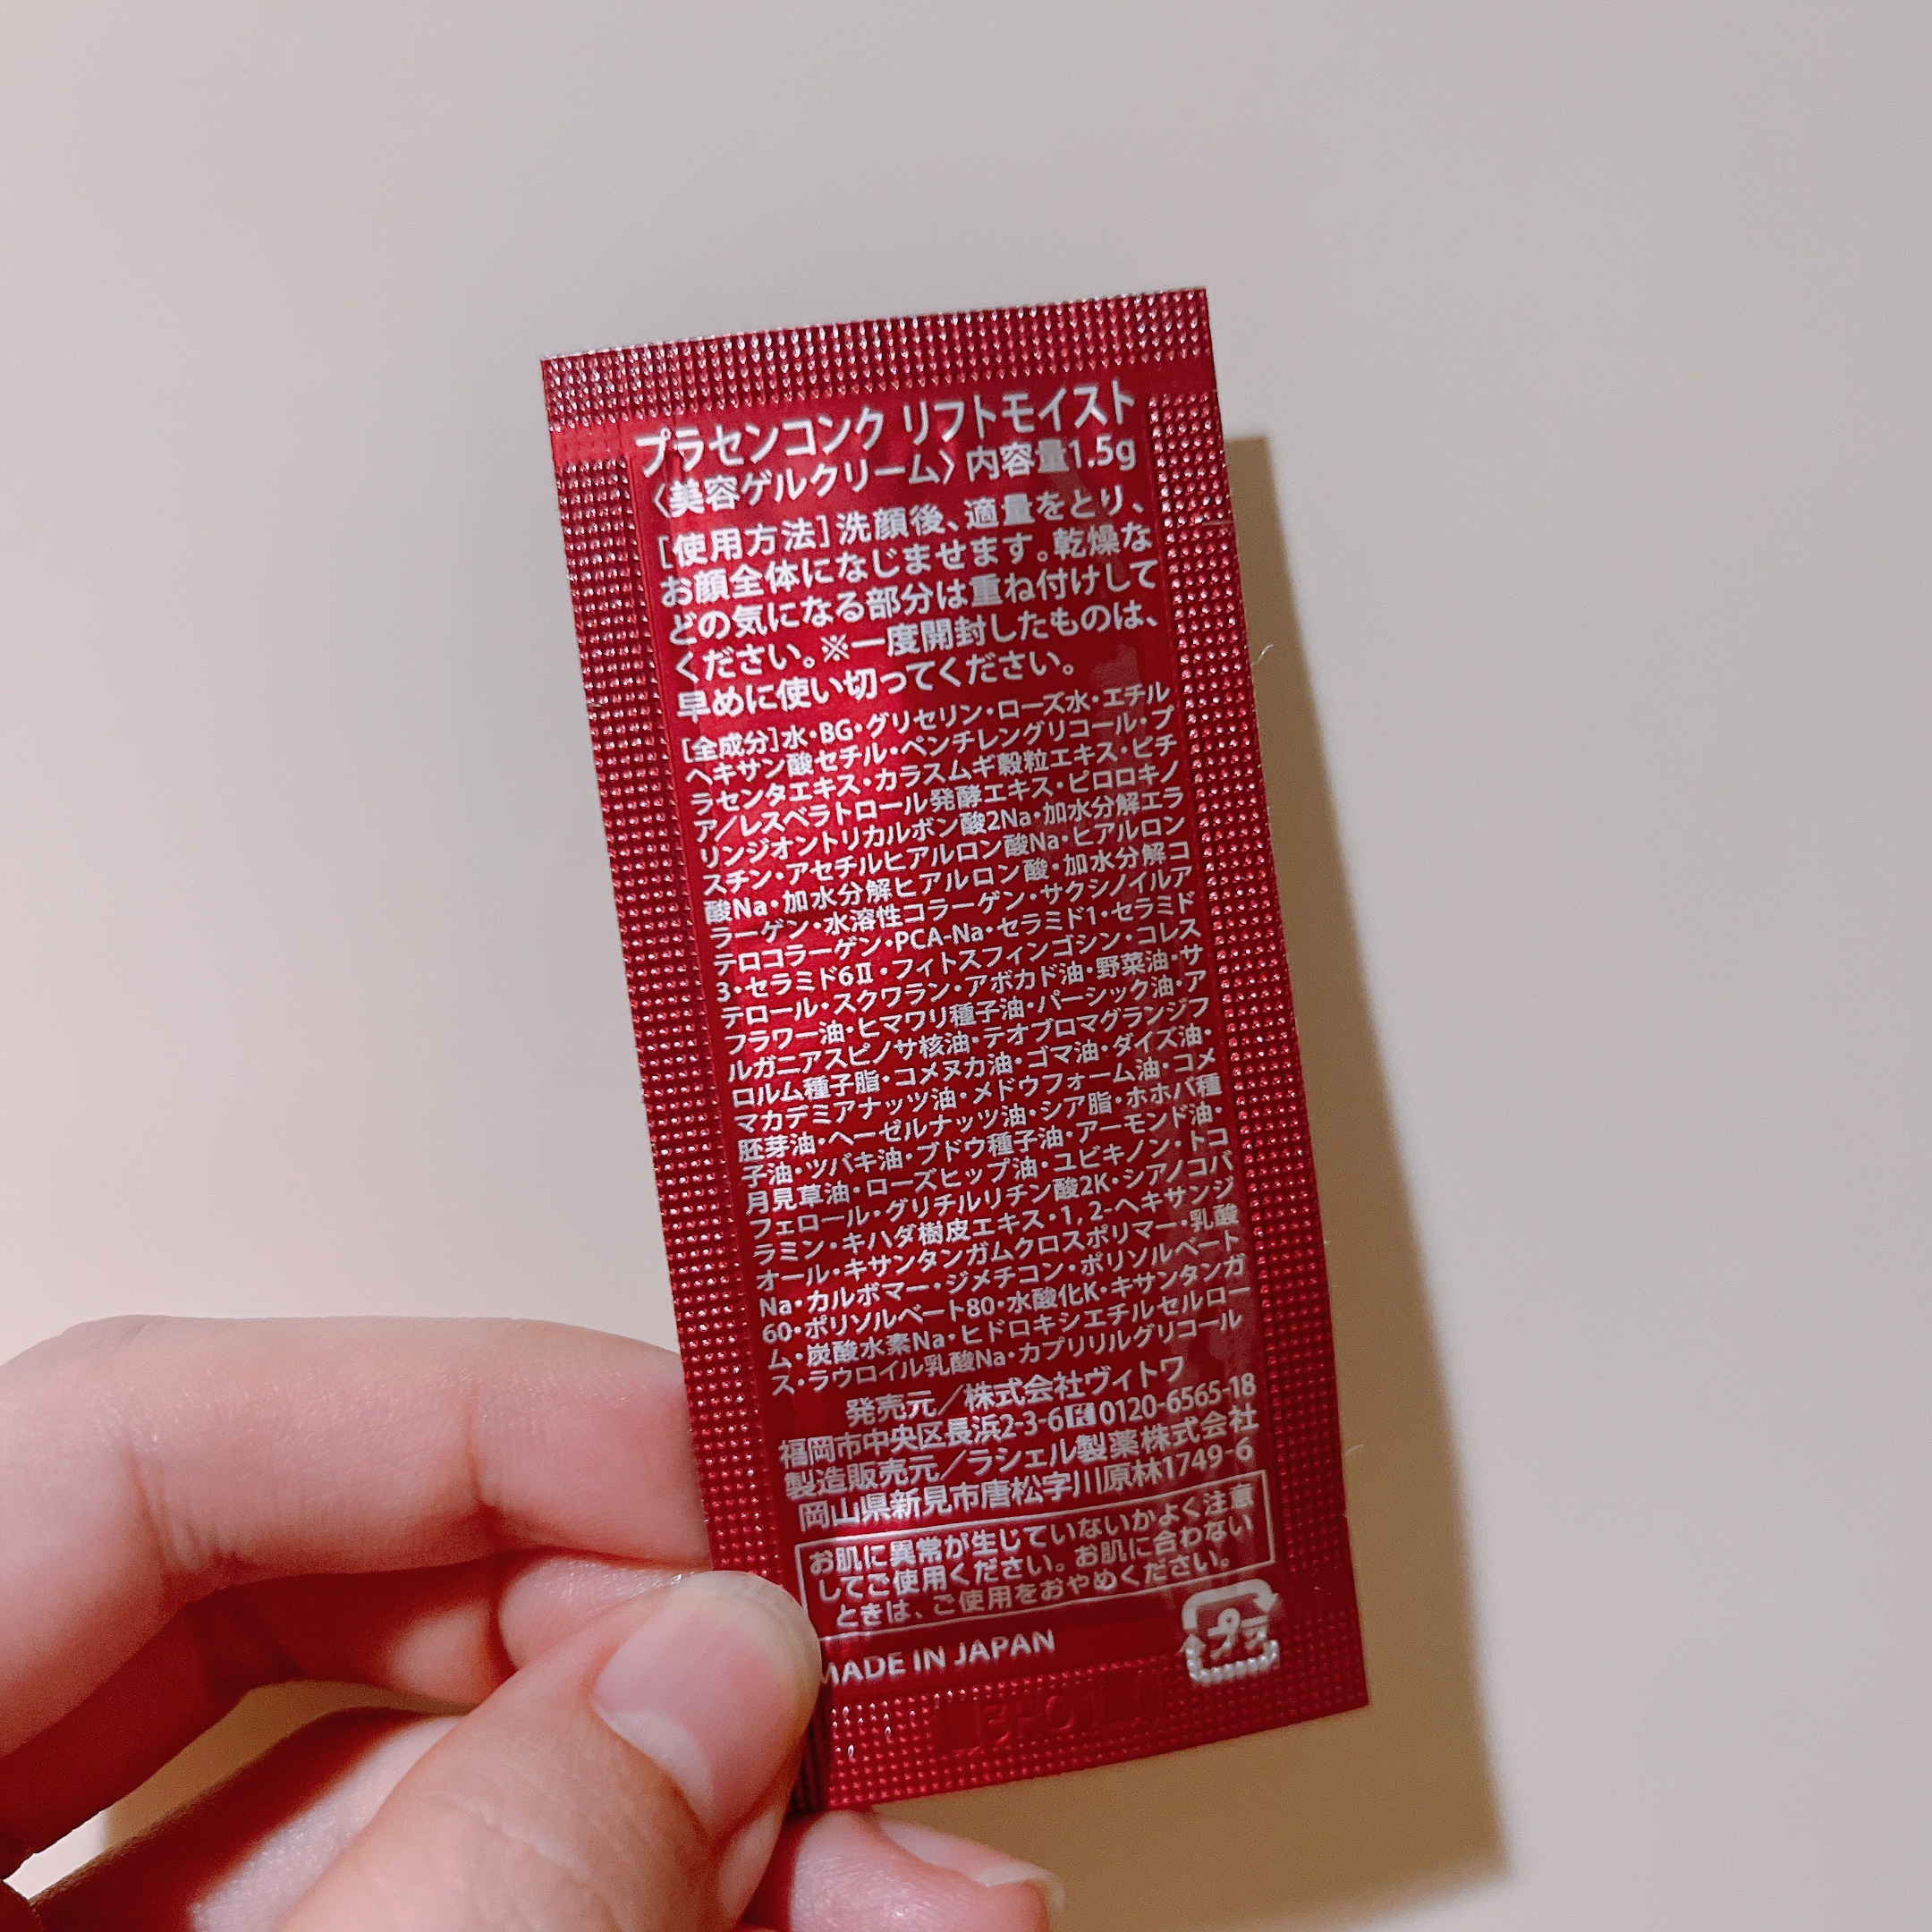 プラセンコンク リフトモイスト
〈美容ゲルクリーム〉内容量1.5g
[使用方法]洗顔後、適量をとり、
お顔全体になじませます。乾燥な
どの気になる部分は重ね付けして
ください。※一度開封したものは、
早めに使い切ってください。
[全成分]水・BG・グリセリン・ローズ水・エチル
ヘキサン酸セチル・ペンチレングリコール・プ
ラセンタエキス・カラスムギ穀粒エキス・ビチ
ア/レスベラトロール発酵エキス・ピロロキノ
リンジオントリカルボン酸2Na・加水分解エラ
スチン・アセチルヒアルロン酸Na・ヒアルロン
酸Na・加水分解ヒアルロン酸・加水分解コ
ラーゲン・水溶性コラーゲン・サクシノイルア
テロコラーゲン・PCA-Na・セラミド1・セラミド
3・セラミド6Ⅱ・フィトスフィンゴシン・コレス
テロール・スクワラン・アボカド油・野菜油・サ
フラワー油・ヒマワリ種子油・パーシック油・ア
ルガニアスピノサ核油・テオブロマグランジフ
ロルム種子脂・コメヌカ油・ゴマ油・ダイズ油・
マカデミアナッツ油・メドウフォーム油・コメ
胚芽油・ヘーゼルナッツ油・シア脂・ホホバ種
子油・ツバキ油・ブドウ種子油・アーモンド油・
月見草油・ローズヒップ油・ユビキノン・トコ
フェロール・グリチルリチン酸2K・シアノコバ
ラミン・キハダ樹皮エキス・1,2-ヘキサンジ
オール・キサンタンガムクロスポリマー・乳酸
Na・カルボマー・ジメチコン・ポリソルベート
60・ポリソルベート80・水酸化K・キサンタンガ
ム・炭酸水素Na・ヒドロキシエチルセルロー
ス・ラウロイル乳酸Na・カプリリルグリコール
発売元/株式会社ヴィトワ
福岡市中央区長浜2-3-6 0120-6565-18
製造販売元/ラシェル製薬株式会社
岡山県新見市唐松字川原林1749-6
お肌に異常が生じていないかよく注意
してご使用ください。お肌に合わない
ときは、ご使用をおやめください。
MADE IN JAPAN
プラ